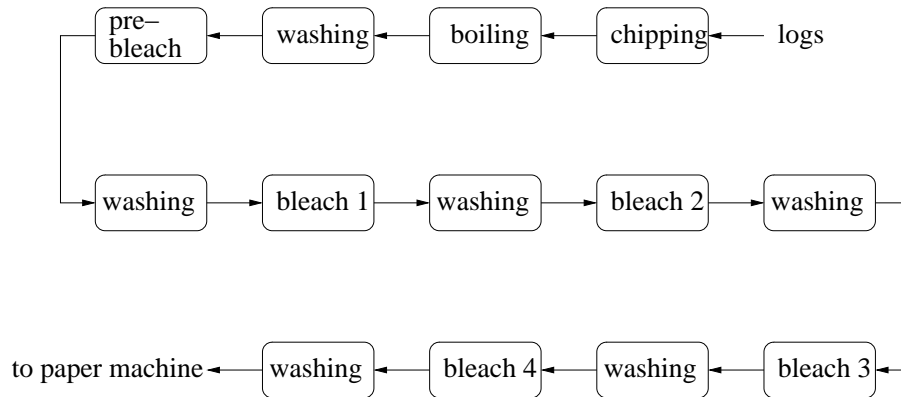 pre–
bleach
washing
boiling
chipping
logs
washing
bleach 1
washing
bleach 2
washing
to paper machine
washing
bleach 4
washing
bleach 3